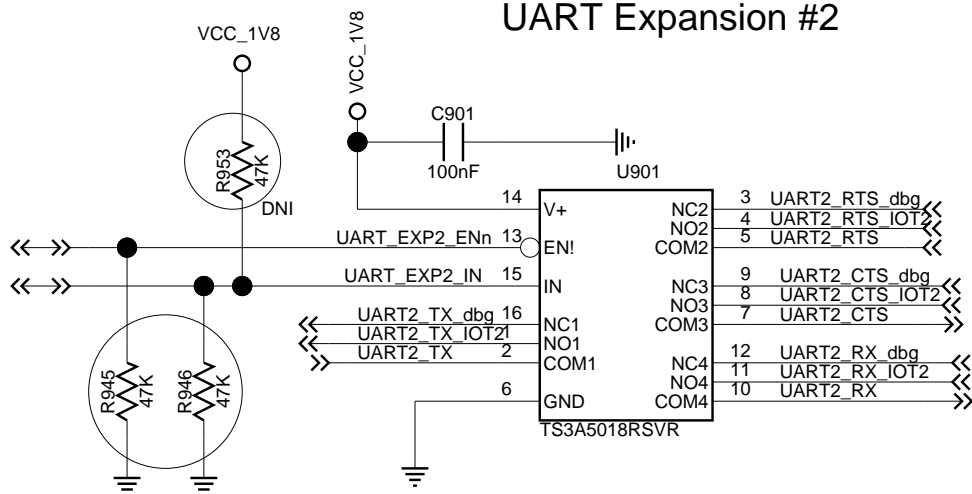 UART Expansion #2
VCC_1V8
VCC_1V8
C901
100nF
R953
47K
DNI
U901
14
V+
UART_EXP2_ENn
13
EN!
UART_EXP2_IN
15
IN
UART2_TX_dbg
16
NC1
UART2_TX_IOT2
1
NO1
UART2_TX
2
COM1
6
GND
NC2
3
UART2_RTS_dbg
NO2
4
UART2_RTS_IOT2
COM2
5
UART2_RTS
NC3
9
UART2_CTS_dbg
NO3
8
UART2_CTS_IOT2
COM3
7
UART2_CTS
NC4
12
UART2_RX_dbg
NO4
11
UART2_RX_IOT2
COM4
10
UART2_RX
TS3A5018RSVR
R945
47K
R946
47K